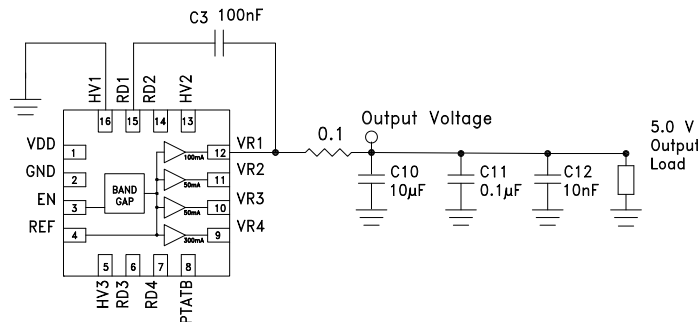 C3 100nF
HV1
RD1
RD2
HV2
16
15
14
13
VDD
1
GND
2
EN
3
REF
4
BAND
GAP
100mA
50mA
50mA
300mA
12
VR1
11
VR2
10
VR3
9
VR4
5
6
7
8
HV3
RD3
RD4
PTATB
0.1
Output Voltage
C10
10µF
C11
0.1µF
C12
10nF
5.0 V
Output
Load